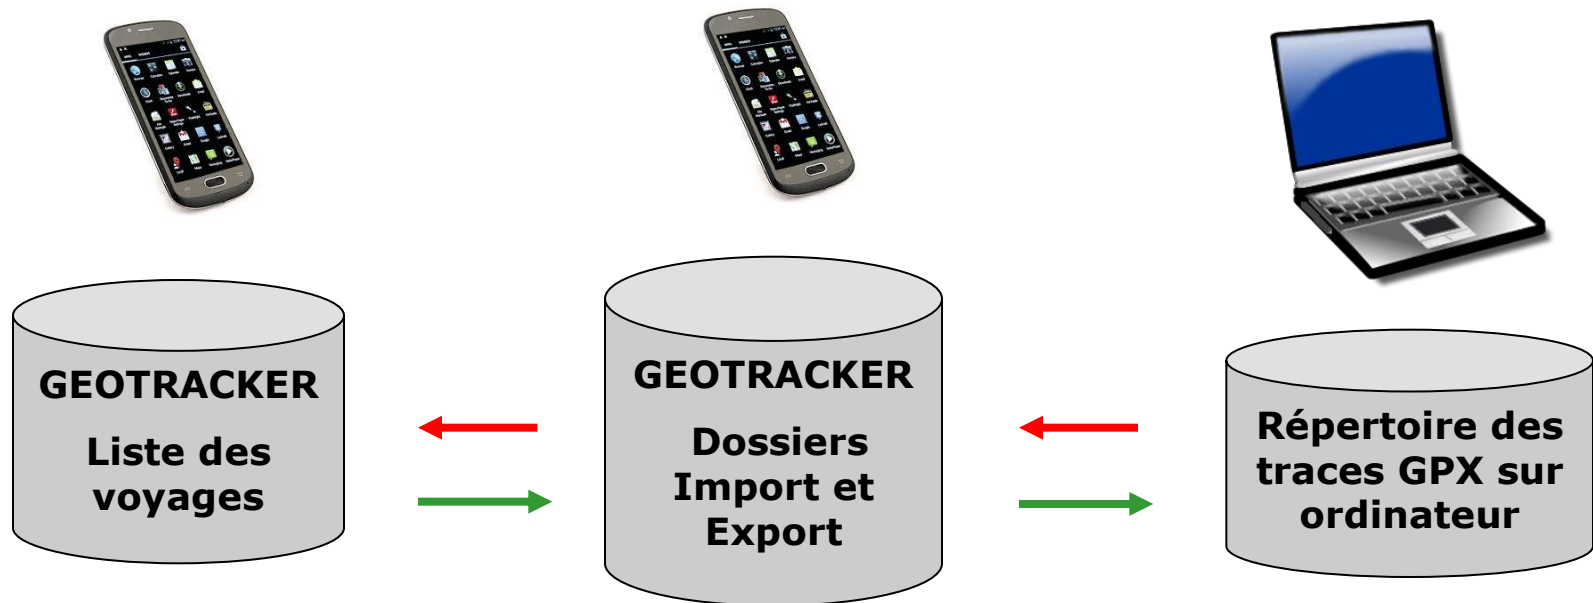 GEOTRACKER
Liste des
voyages
GEOTRACKER
Dossiers
Import et
Export
Répertoire des
traces GPX sur
ordinateur